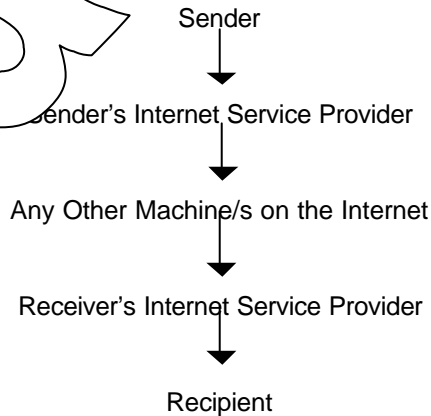 Sender
Sender's Internet Service Provider
Any Other Machine/s on the Internet
Receiver's Internet Service Provider
Recipient